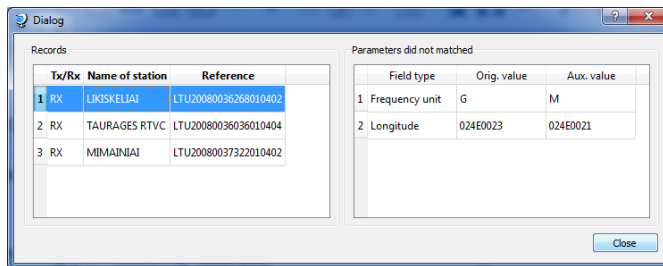 Dialog
Records
Tx/Rx Name of station Reference
1 RX LIKISKELIAI LTU20080036268010402
2 RX TAURAGES RTVC LTU20080036036010404
3 RX MIMAINIAI LTU20080037322010402
Parameters did not matched
Field type Orig. value Aux. value
1 Frequency unit G M
2 Longitude 024E0023 024E0021
Close